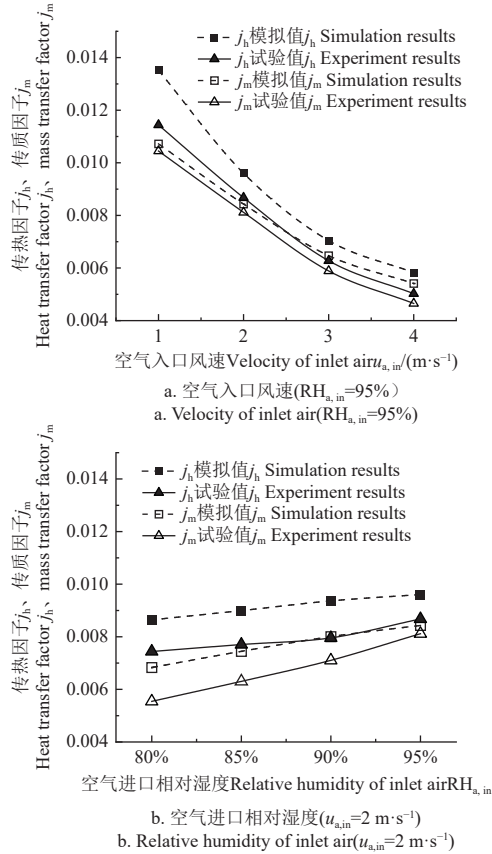 传热因子jh、传质因子jm
Heat transfer factor jh、mass transfer factor jm
0.014
0.012
0.010
0.008
0.006
0.004
jh模拟值jh Simulation results
jh试验值jh Experiment results
jm模拟值jm Simulation results
jm试验值jm Experiment results
1 2 3 4
空气入口风速Velocity of inlet airua, in/(m·s−1)
a. 空气入口风速(RHa, in=95%）
a. Velocity of inlet air(RHa, in=95%)
传热因子jh、传质因子jm
Heat transfer factor jh、mass transfer factor jm
0.014
0.012
0.010
0.008
0.006
0.004
jh模拟值jh Simulation results
jh试验值jh Experiment results
jm模拟值jm Simulation results
jm试验值jm Experiment results
80% 85% 90% 95%
空气进口相对湿度Relative humidity of inlet airRHa, in
b. 空气进口相对湿度(ua,in=2 m·s−1)
b. Relative humidity of inlet air(ua,in=2 m·s−1)